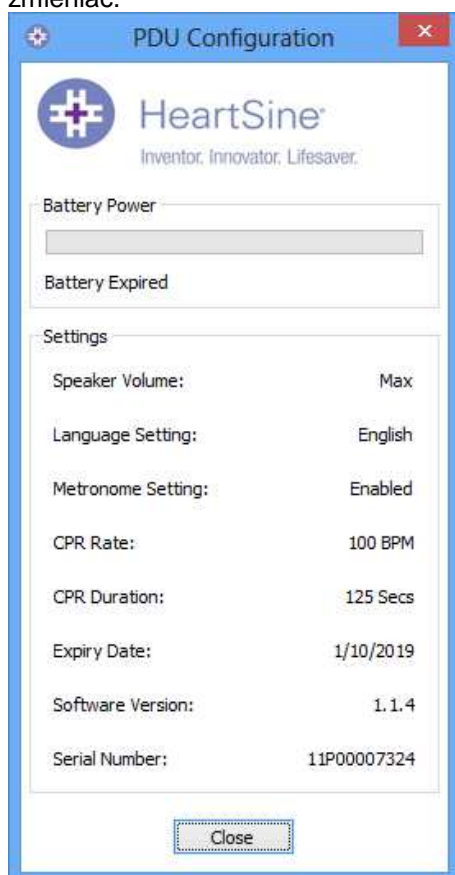 zmieniać.
PDU Configuration
HeartSine®
Inventor. Innovator. Lifesaver.
Battery Power
Battery Expired
Settings
Speaker Volume: Max
Language Setting: English
Metronome Setting: Enabled
CPR Rate: 100 BPM
CPR Duration: 125 Secs
Expiry Date: 1/10/2019
Software Version: 1.1.4
Serial Number: 11P00007324
Close